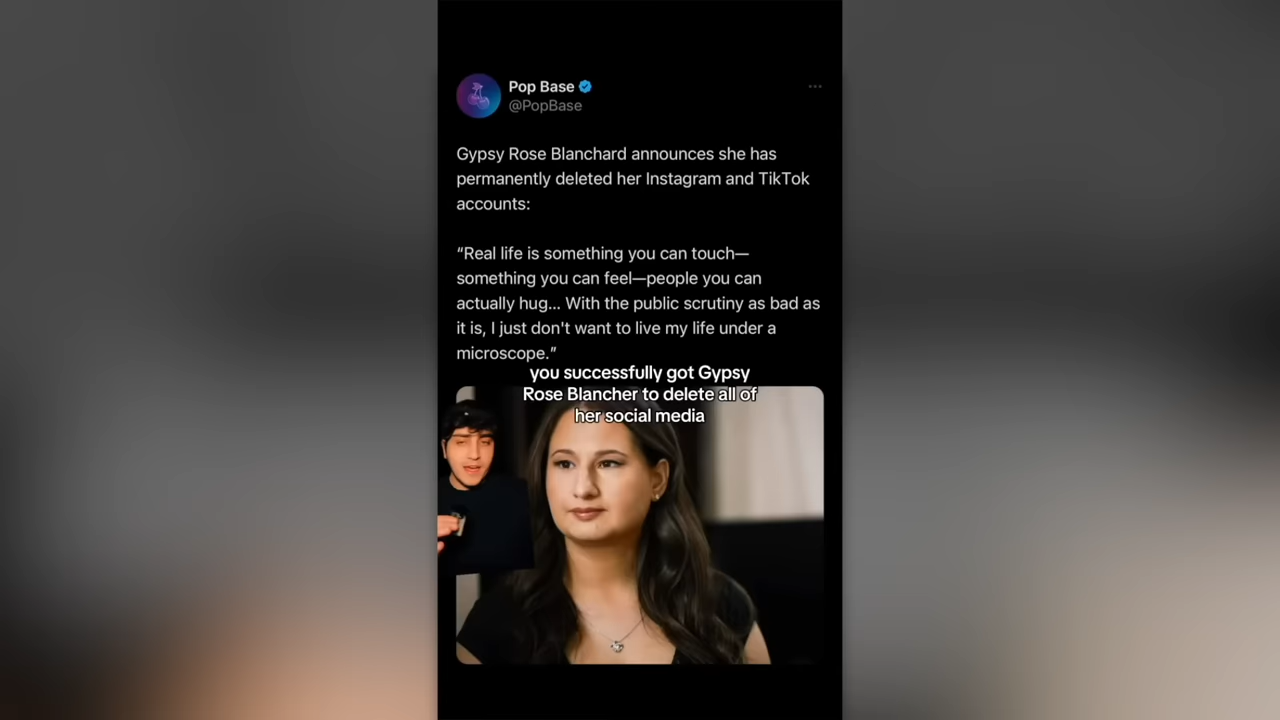 Pop Base
@PopBase
Gypsy Rose Blanchard announces she has
permanently deleted her Instagram and TikTok
accounts:
“Real life is something you can touch—
something you can feel—people you can
actually hug... With the public scrutiny as bad as
it is, I just don't want to live my life under a
microscope.”
you successfully got Gypsy
Rose Blancher to delete all of
her social media